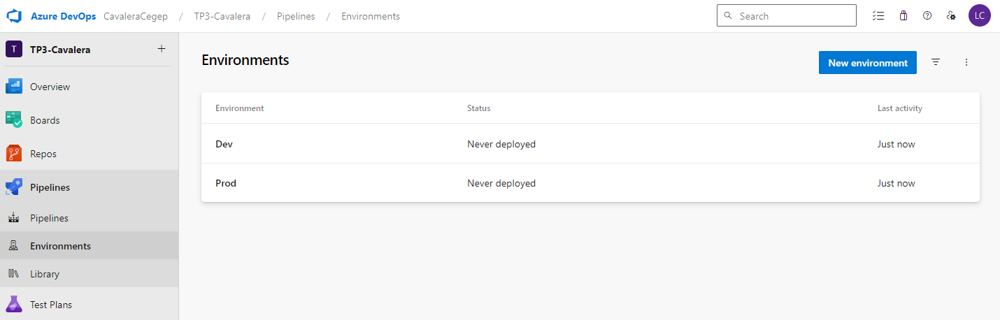 Azure DevOps CavaleraCegep / TP3-Cavalera / Pipelines / Environments Search LC
T TP3-Cavalera +
Overview
Boards
Repos
Pipelines
Pipelines
Environments
Library
Test Plans
Environments New environment
Environment Status Last activity
Dev Never deployed Just now
Prod Never deployed Just now